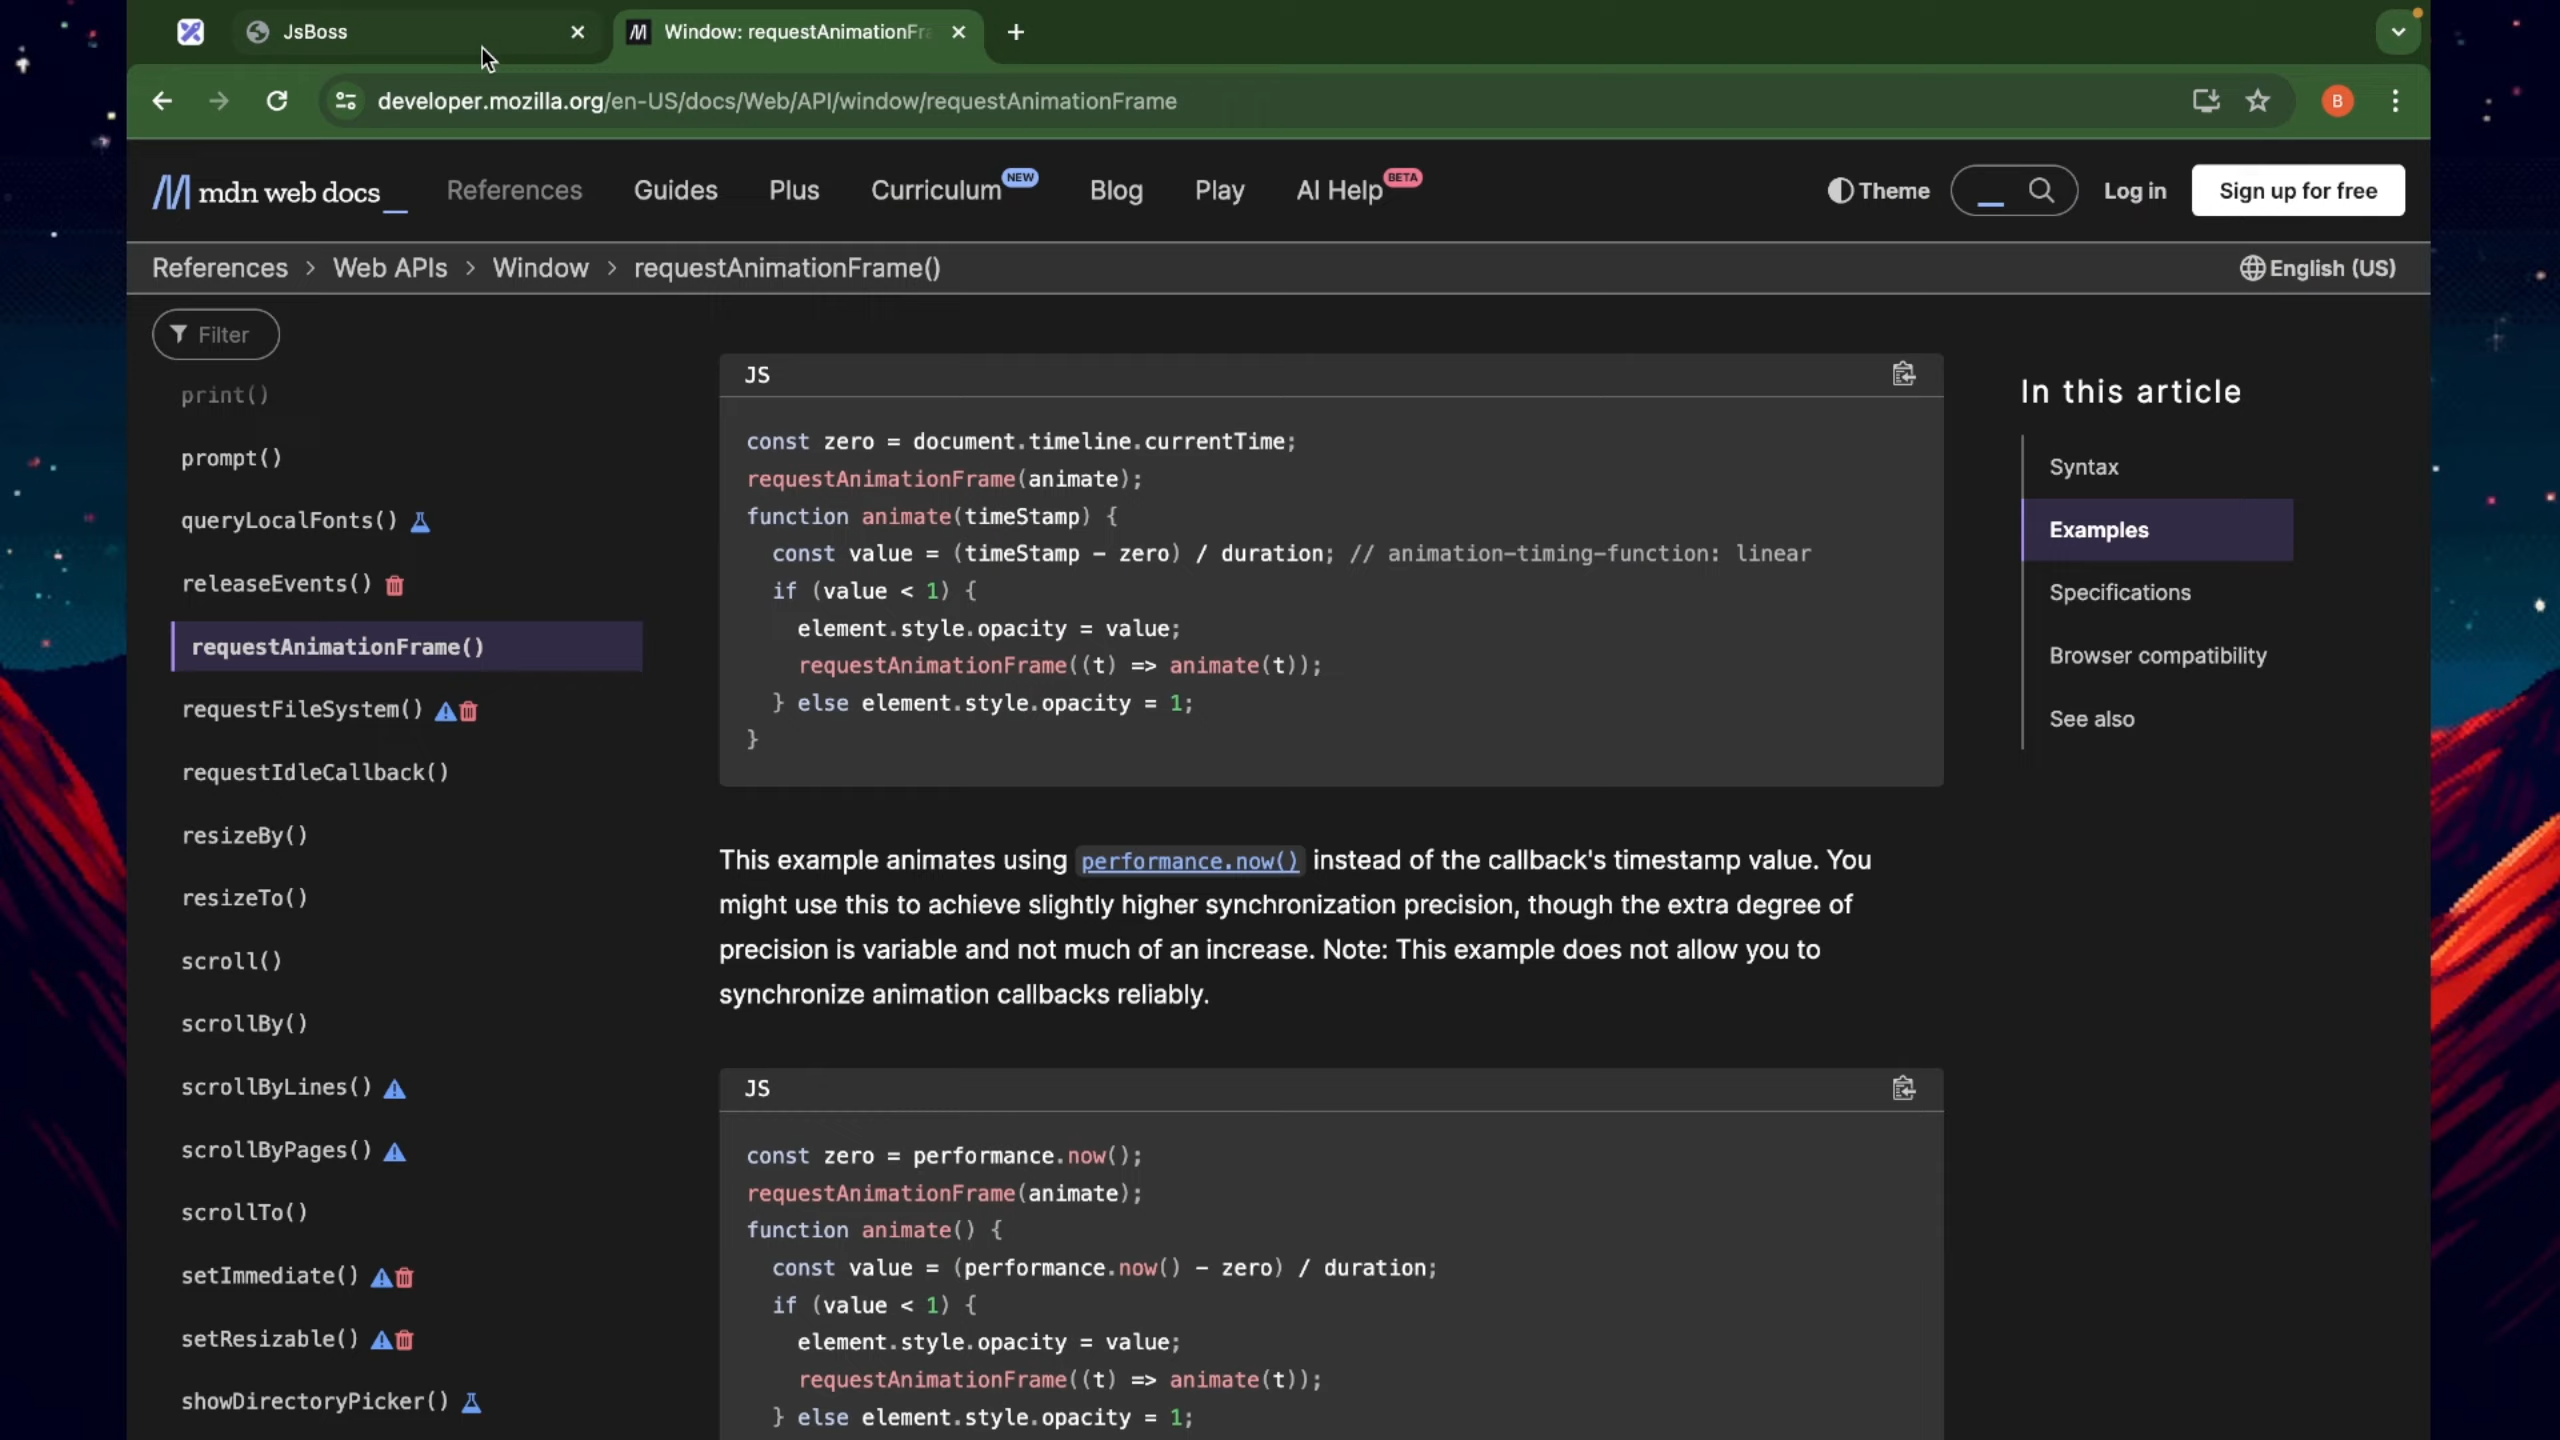 JsBoss
Window: requestAnimationFra
developer.mozilla.org/en-US/docs/Web/API/window/requestAnimationFrame
B
mdn web docs_
References
Guides
Plus
Curriculum NEW
Blog
Play
AI Help BETA
Theme
Log in
Sign up for free
References > Web APIs > Window > requestAnimationFrame()
English (US)
Filter
print()
prompt()
queryLocalFonts()
releaseEvents()
requestAnimationFrame()
requestFileSystem()
requestIdleCallback()
resizeBy()
resizeTo()
scroll()
scrollBy()
scrollByLines()
scrollByPages()
scrollTo()
setImmediate()
setResizable()
showDirectoryPicker()
JS
const zero = document.timeline.currentTime;
requestAnimationFrame(animate);
function animate(timeStamp) {
  const value = (timeStamp - zero) / duration; // animation-timing-function: linear
  if (value < 1) {
    element.style.opacity = value;
    requestAnimationFrame((t) => animate(t));
  } else element.style.opacity = 1;
}
This example animates using performance.now() instead of the callback's timestamp value. You
might use this to achieve slightly higher synchronization precision, though the extra degree of
precision is variable and not much of an increase. Note: This example does not allow you to
synchronize animation callbacks reliably.
JS
const zero = performance.now();
requestAnimationFrame(animate);
function animate() {
  const value = (performance.now() - zero) / duration;
  if (value < 1) {
    element.style.opacity = value;
    requestAnimationFrame((t) => animate(t));
  } else element.style.opacity = 1;
In this article
Syntax
Examples
Specifications
Browser compatibility
See also